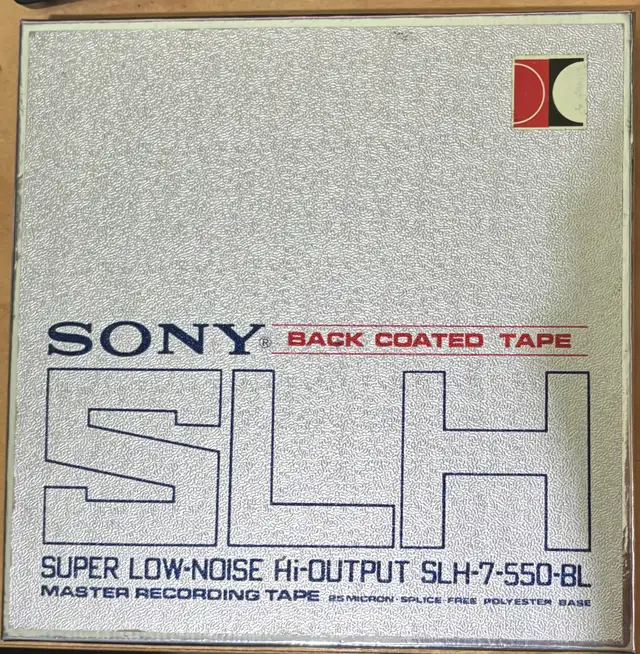 SONY® BACK COATED TAPE
SLH
SUPER LOW-NOISE Hi-OUTPUT SLH-7-550-BL
MASTER RECORDING TAPE 25 MICRON·SPLICE FREE POLYESTER BASE